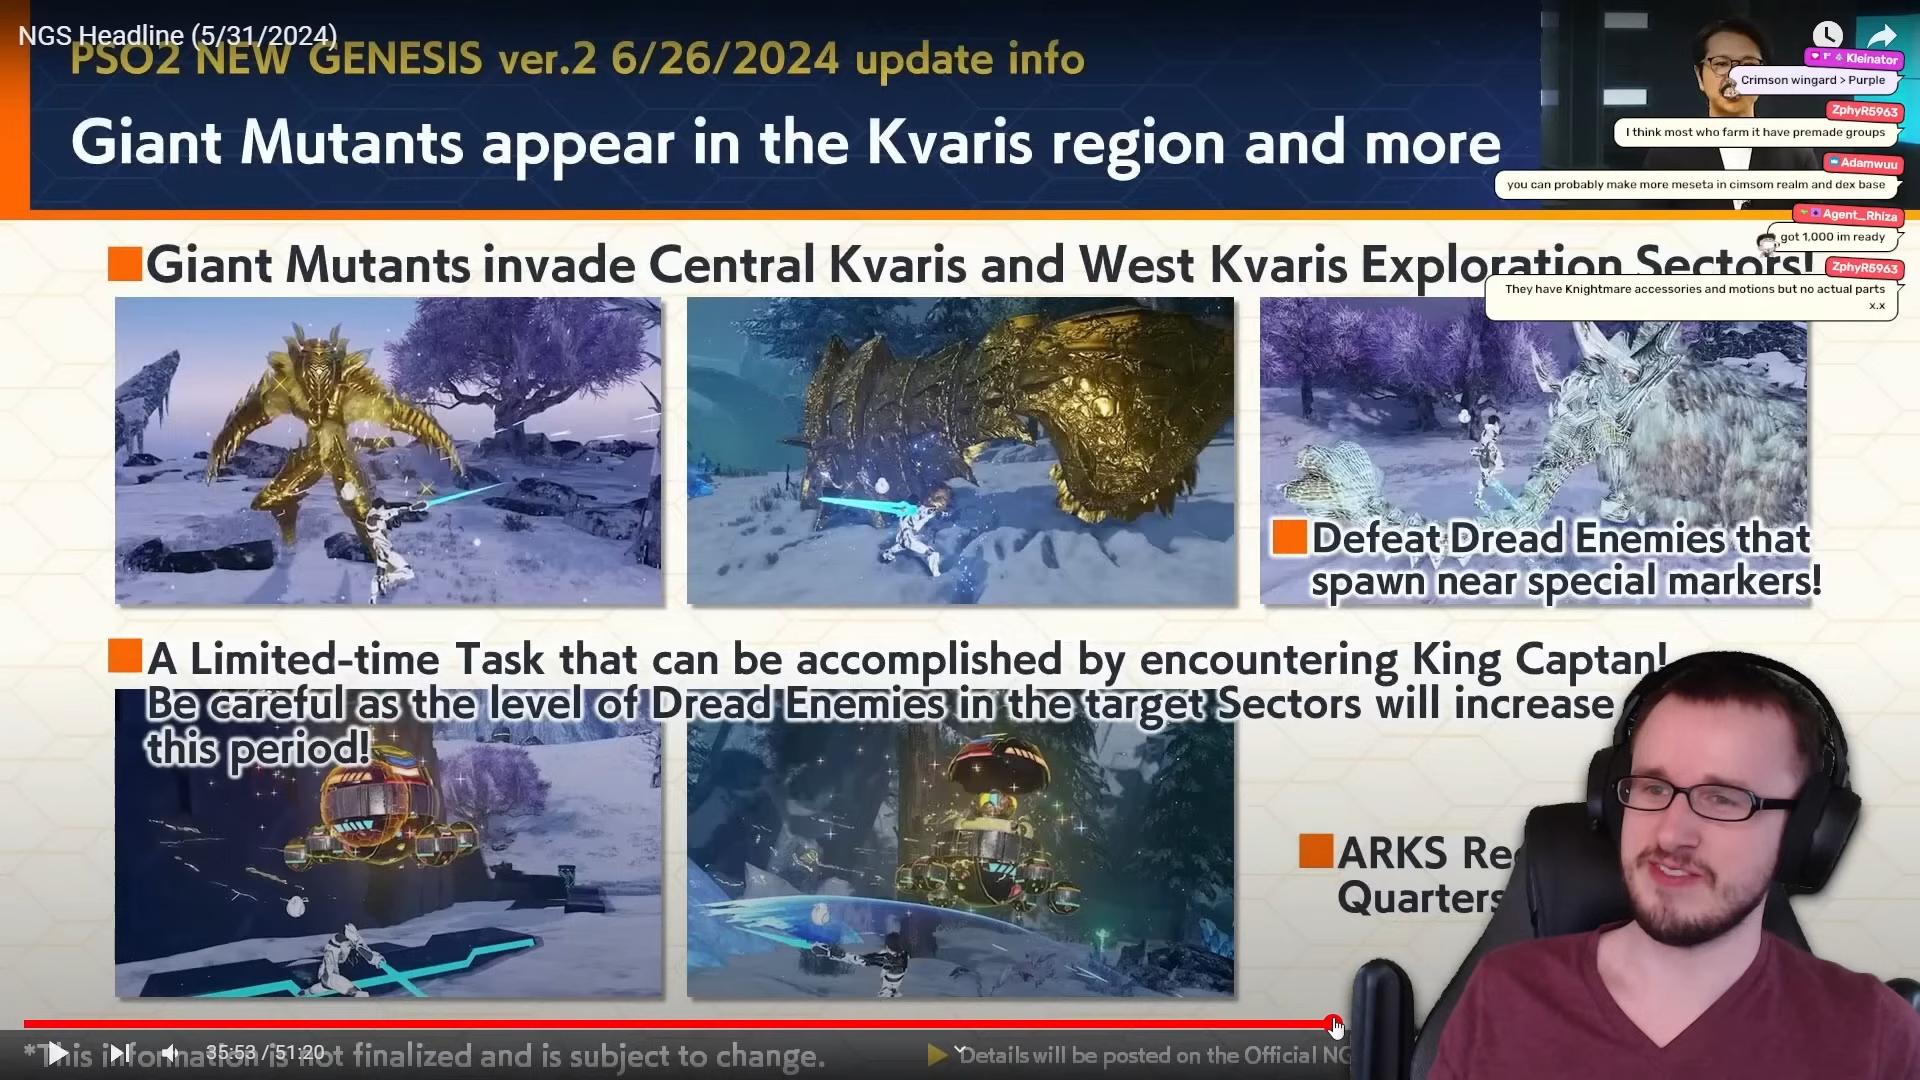 NGS Headline (5/31/2024)
PSO2 NEW GENESIS ver.2 6/26/2024 update info
Giant Mutants appear in the Kvaris region and more
Kleinator
Crimson wingard > Purple
ZphyR5963
I think most who farm it have premade groups
Adamwuu
you can probably make more meseta in cimsom realm and dex base
Agent_Rhiza
got 1,000 im ready
ZphyR5963
They have Knightmare accessories and motions but no actual parts
x.x
Giant Mutants invade Central Kvaris and West Kvaris Exploration Sectors!
Defeat Dread Enemies that
spawn near special markers!
A Limited-time Task that can be accomplished by encountering King Captan!
Be careful as the level of Dread Enemies in the target Sectors will increase
this period!
ARKS Re
Quarters
35:53 / 51:20
*This information is not finalized and is subject to change.
Details will be posted on the Official NG